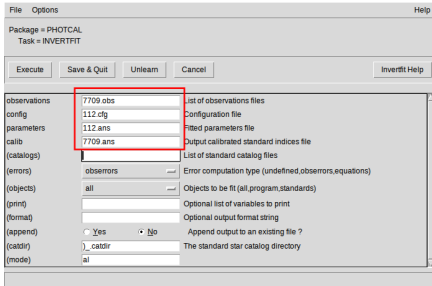 File Options Help
Package = PHOTCAL
Task = INVERTFIT
Execute Save & Quit Unlearn Cancel Invertfit Help
observations 7709.obs List of observations files
config 112.cfg Configuration file
parameters 112.ans Fitted parameters file
calib 7709.ans Output calibrated standard indices file
(catalogs) List of standard catalog files
(errors) obserrors Error computation type (undefined,obserrors,equations)
(objects) all Objects to be fit (all,program,standards)
(print) Optional list of variables to print
(format) Optional output format string
(append) Yes No Append output to an existing file ?
(catdir) )_.catdir The standard star catalog directory
(mode) al